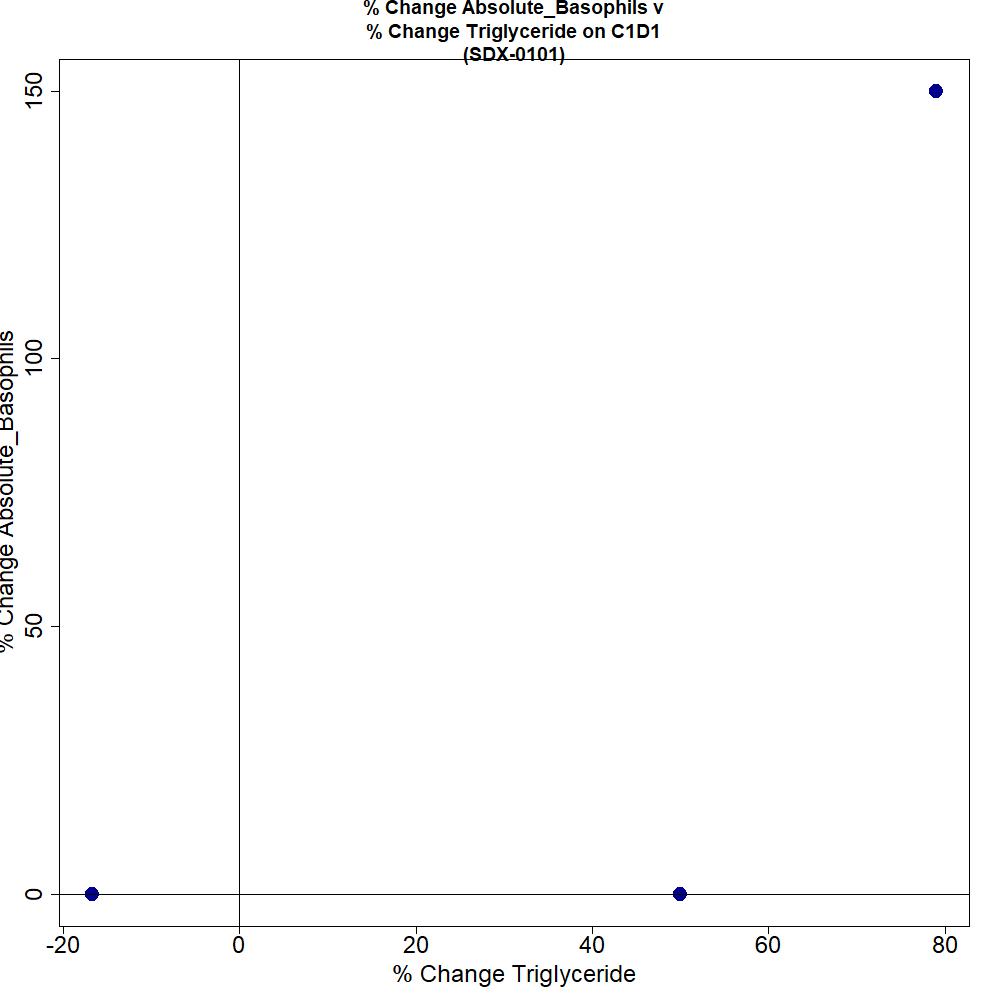 % Change Absolute_Basophils v
% Change Triglyceride on C1D1
(SDX-0101)
150
100
50
0
% Change Absolute_Basophils
-20
0
20
40
60
80
% Change Triglyceride